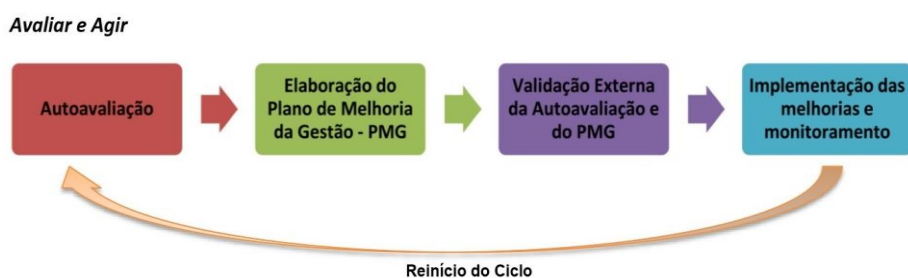 Avaliar e Agir
Autoavaliação
Elaboração do
Plano de Melhoria
da Gestão - PMG
Validação Externa
da Autoavaliação e
do PMG
Implementação das
melhorias e
monitoramento
Reinício do Ciclo